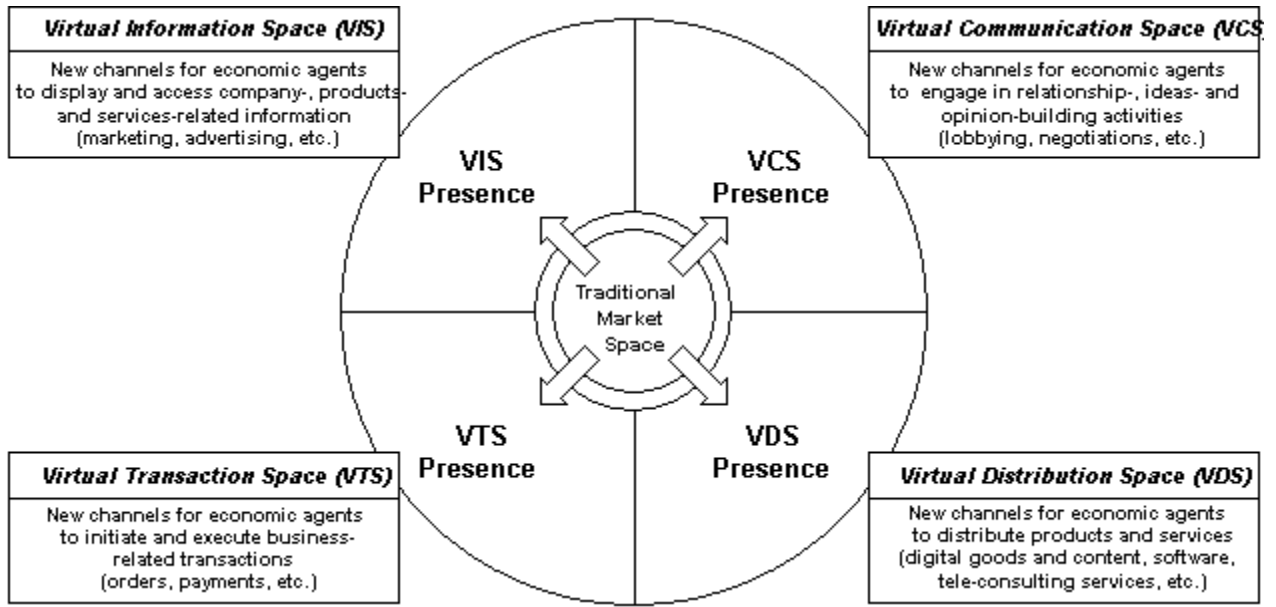 Virtual Information Space (VIS)
New channels for economic agents
to display and access company-, products-
and services-related information
(marketing, advertising, etc.)
Virtual Communication Space (VCS)
New channels for economic agents
to engage in relationship-, ideas- and
opinion-building activities
(lobbying, negotiations, etc.)
VIS
Presence
VCS
Presence
Traditional
Market
Space
VTS
Presence
VDS
Presence
Virtual Transaction Space (VTS)
New channels for economic agents
to initiate and execute business-
related transactions
(orders, payments, etc.)
Virtual Distribution Space (VDS)
New channels for economic agents
to distribute products and services
(digital goods and content, software,
tele-consulting services, etc.)